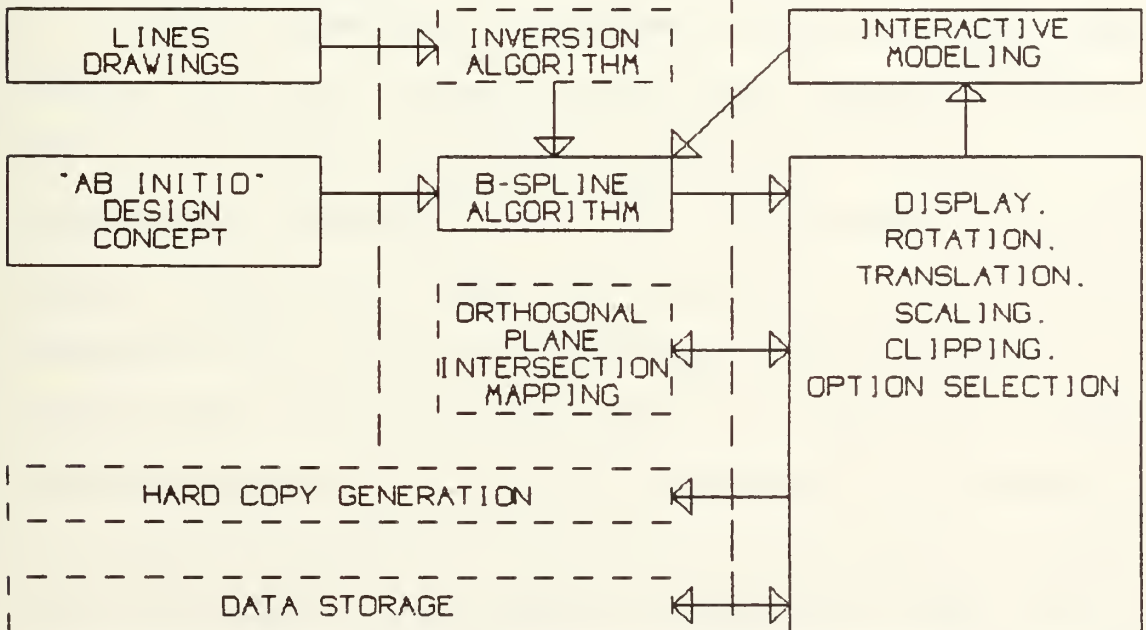 LINES
DRAWINGS
INVERSION
ALGORITHM
INTERACTIVE
MODELING
"AB INITIO"
DESIGN
CONCEPT
B-SPLINE
ALGORITHM
DISPLAY.
ROTATION.
TRANSLATION.
SCALING.
CLIPPING.
OPTION SELECTION
ORTHOGONAL
PLANE
INTERSECTION
MAPPING
HARD COPY GENERATION
DATA STORAGE